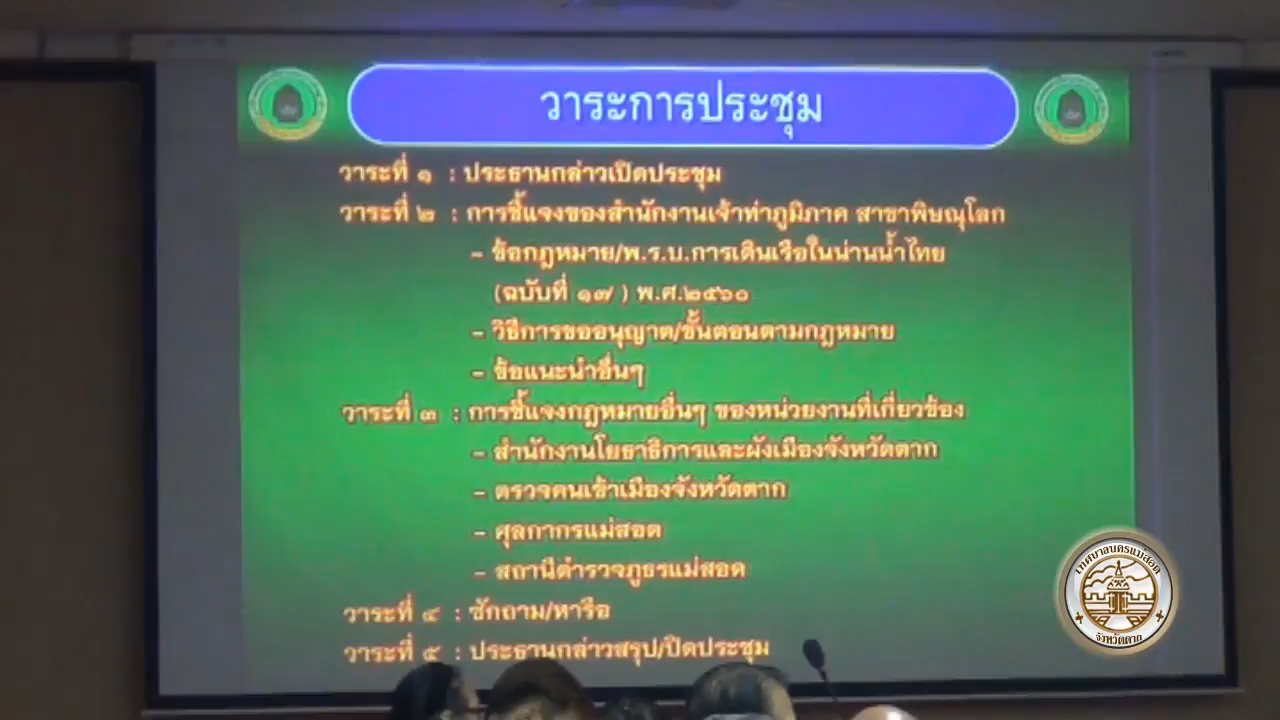 วาระการประชุม
วาระที่ ๑ : ประธานกล่าวเปิดประชุม
วาระที่ ๒ : การชี้แจงของสำนักงานเจ้าท่าภูมิภาค สาขาพิษณุโลก
- ข้อกฎหมาย/พ.ร.บ.การเดินเรือในน่านน้ำไทย
(ฉบับที่ ๑๗ ) พ.ศ.๒๕๖๐
- วิธีการขออนุญาต/ขั้นตอนตามกฎหมาย
- ข้อแนะนำอื่นๆ
วาระที่ ๓ : การชี้แจงกฎหมายอื่นๆ ของหน่วยงานที่เกี่ยวข้อง
- สำนักงานโยธาธิการและผังเมืองจังหวัดตาก
- ตรวจคนเข้าเมืองจังหวัดตาก
- ศุลกากรแม่สอด
- สถานีตำรวจภูธรแม่สอด
วาระที่ ๔ : ซักถาม/หารือ
วาระที่ ๕ : ประธานกล่าวสรุป/ปิดประชุม
เทศบาลนครแม่สอด
จังหวัดตาก